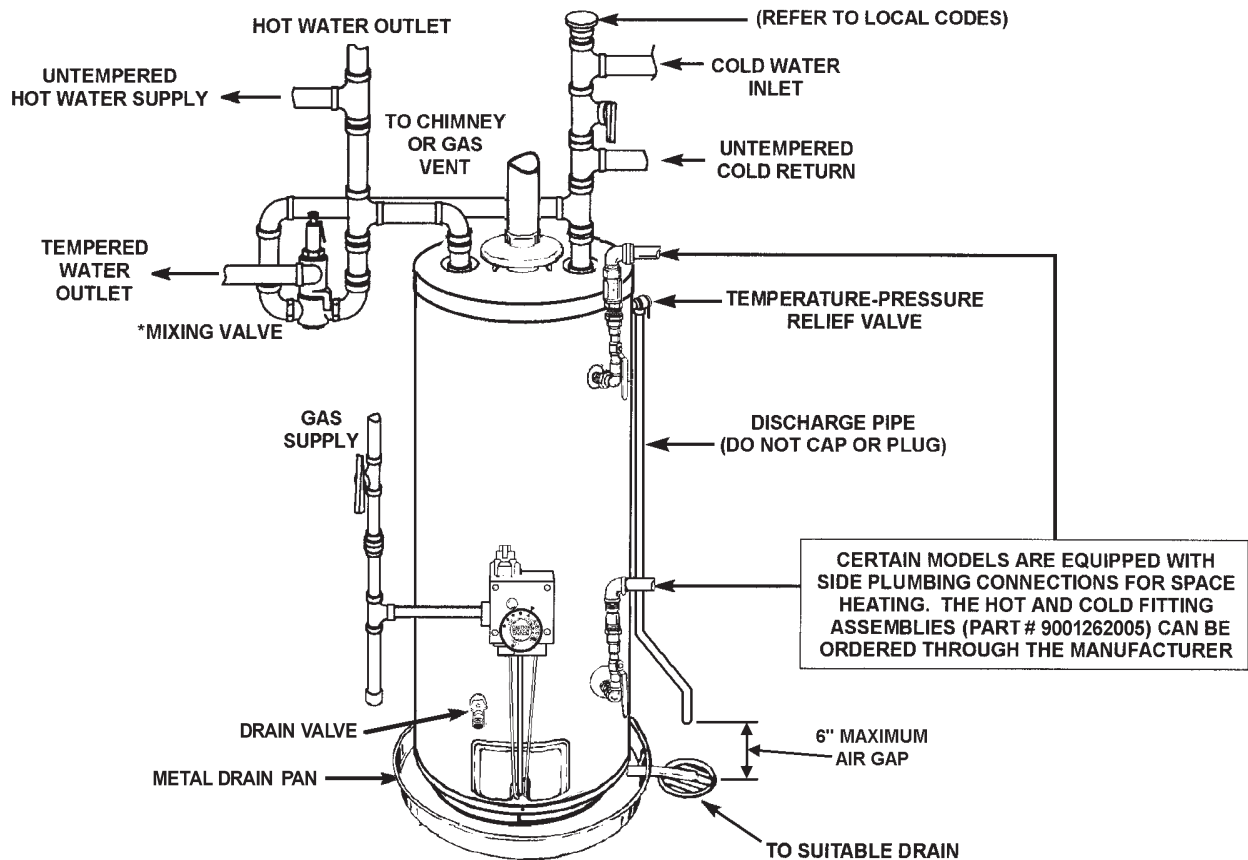 (REFER TO LOCAL CODES)
HOT WATER OUTLET
UNTEMPERED
HOT WATER SUPPLY
COLD WATER
INLET
TO CHIMNEY
OR GAS
VENT
UNTEMPERED
COLD RETURN
TEMPERED
WATER
OUTLET
*MIXING VALVE
TEMPERATURE-PRESSURE
RELIEF VALVE
GAS
SUPPLY
DISCHARGE PIPE
(DO NOT CAP OR PLUG)
CERTAIN MODELS ARE EQUIPPED WITH
SIDE PLUMBING CONNECTIONS FOR SPACE
HEATING. THE HOT AND COLD FITTING
ASSEMBLIES (PART # 9001262005) CAN BE
ORDERED THROUGH THE MANUFACTURER
DRAIN VALVE
6" MAXIMUM
AIR GAP
METAL DRAIN PAN
TO SUITABLE DRAIN